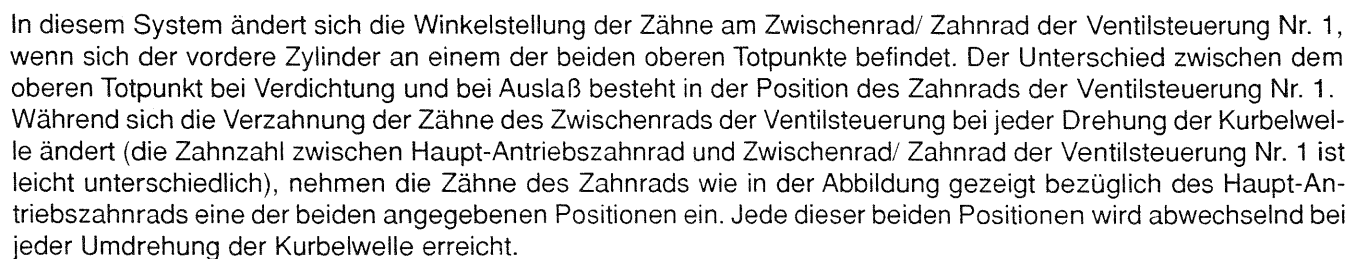 In diesem System ändert sich die Winkelstellung der Zähne am Zwischenrad/ Zahnrad der Ventilsteuerung Nr. 1,
wenn sich der vordere Zylinder an einem der beiden oberen Totpunkte befindet. Der Unterschied zwischen dem
oberen Totpunkt bei Verdichtung und bei Auslaß besteht in der Position des Zahnrads der Ventilsteuerung Nr. 1.
Während sich die Verzahnung der Zähne des Zwischenrads der Ventilsteuerung bei jeder Drehung der Kurbelwel-
le ändert (die Zahnzahl zwischen Haupt-Antriebszahnrad und Zwischenrad/ Zahnrad der Ventilsteuerung Nr. 1 ist
leicht unterschiedlich), nehmen die Zähne des Zahnrads wie in der Abbildung gezeigt bezüglich des Haupt-An-
triebszahnrads eine der beiden angegebenen Positionen ein. Jede dieser beiden Positionen wird abwechselnd bei
jeder Umdrehung der Kurbelwelle erreicht.